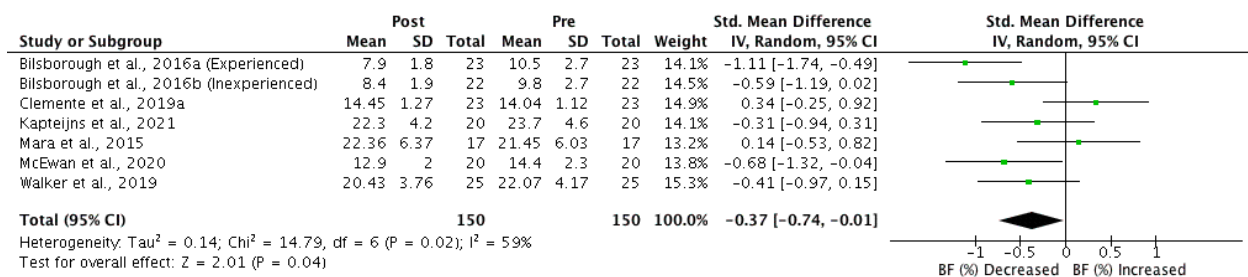 Post Pre Std. Mean Difference Std. Mean Difference
Study or Subgroup Mean SD Total Mean SD Total Weight IV, Random, 95% CI IV, Random, 95% CI
Bilsborough et al., 2016a (Experienced) 7.9 1.8 23 10.5 2.7 23 14.1% -1.11 [-1.74, -0.49]
Bilsborough et al., 2016b (Inexperienced) 8.4 1.9 22 9.8 2.7 22 14.5% -0.59 [-1.19, 0.02]
Clemente et al., 2019a 14.45 1.27 23 14.04 1.12 23 14.9% 0.34 [-0.25, 0.92]
Kapteijns et al., 2021 22.3 4.2 20 23.7 4.6 20 14.1% -0.31 [-0.94, 0.31]
Mara et al., 2015 22.36 6.37 17 21.45 6.03 17 13.2% 0.14 [-0.53, 0.82]
McEwan et al., 2020 12.9 2 20 14.4 2.3 20 13.8% -0.68 [-1.32, -0.04]
Walker et al., 2019 20.43 3.76 25 22.07 4.17 25 15.3% -0.41 [-0.97, 0.15]
Total (95% CI) 150 150 100.0% -0.37 [-0.74, -0.01]
Heterogeneity: Tau² = 0.14; Chi² = 14.79, df = 6 (P = 0.02); I² = 59%
Test for overall effect: Z = 2.01 (P = 0.04)
-1 -0.5 0 0.5 1
BF (%) Decreased BF (%) Increased